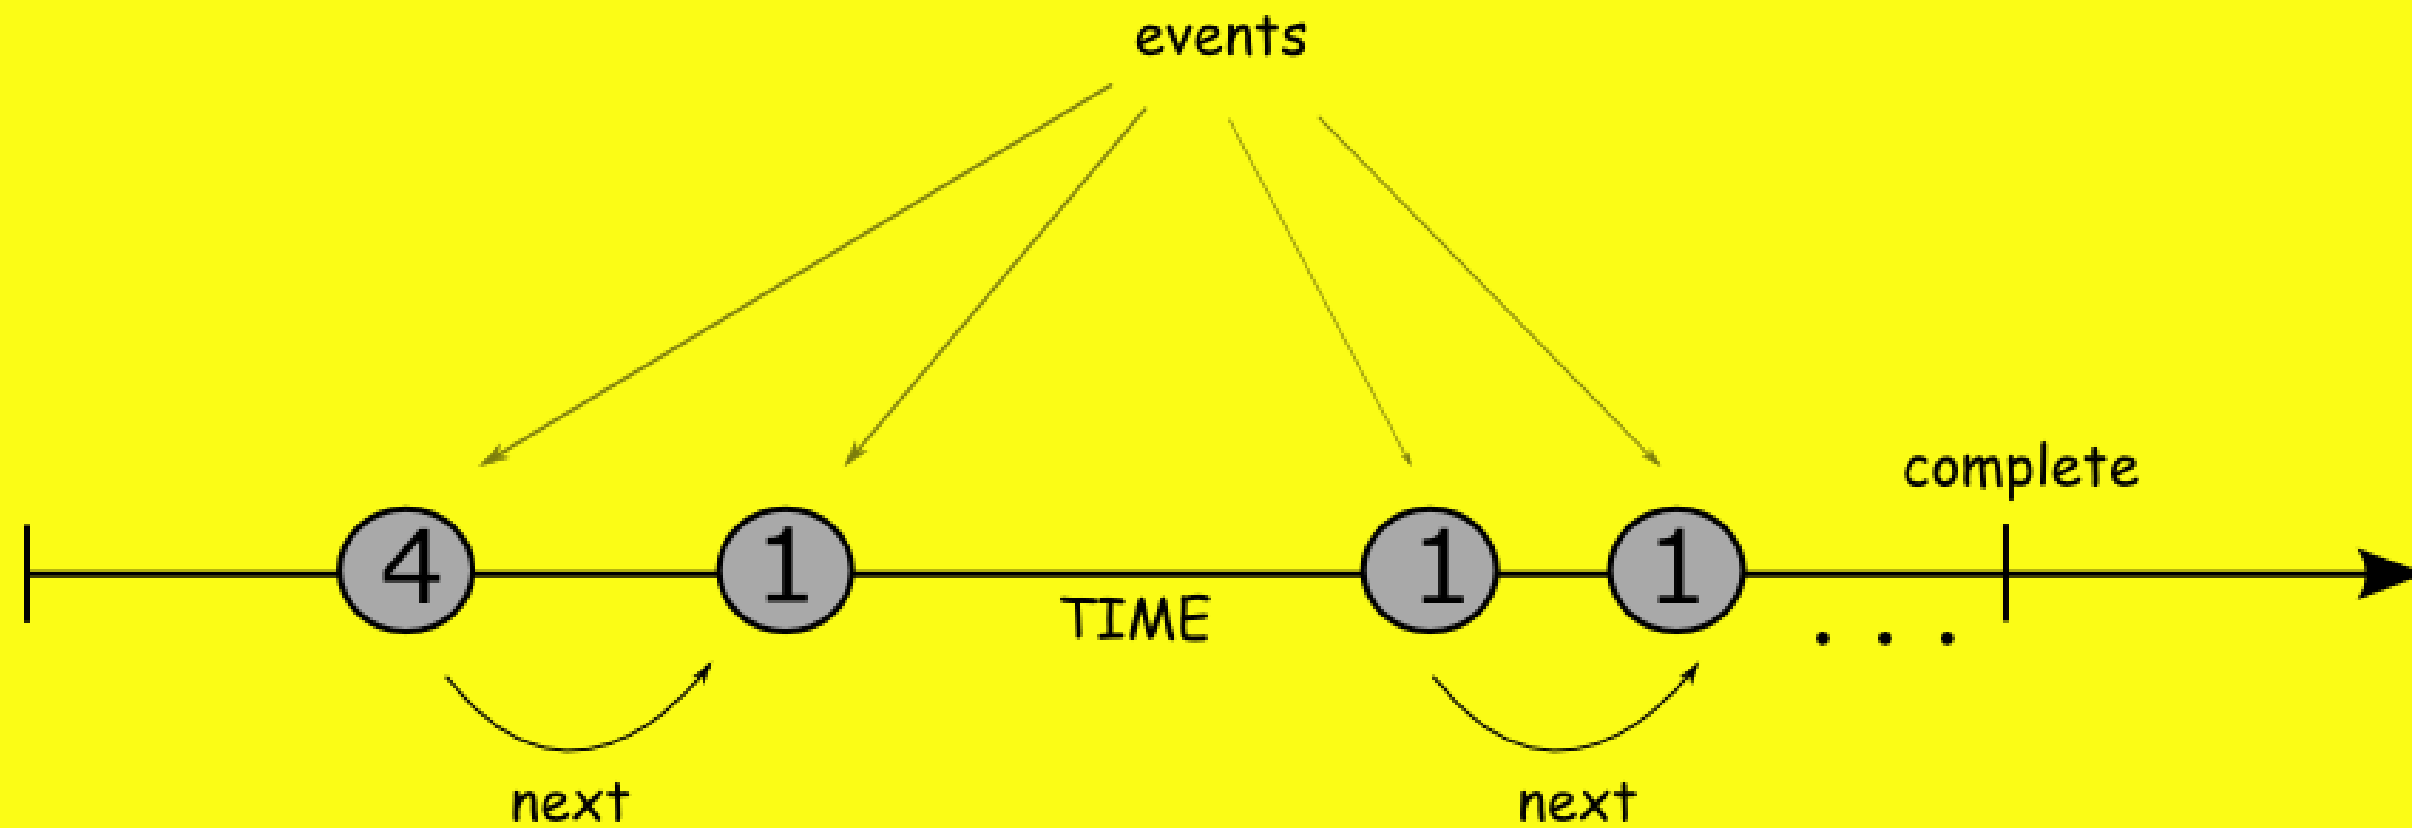 events
complete
4 1 1 1
TIME
. . .
next next